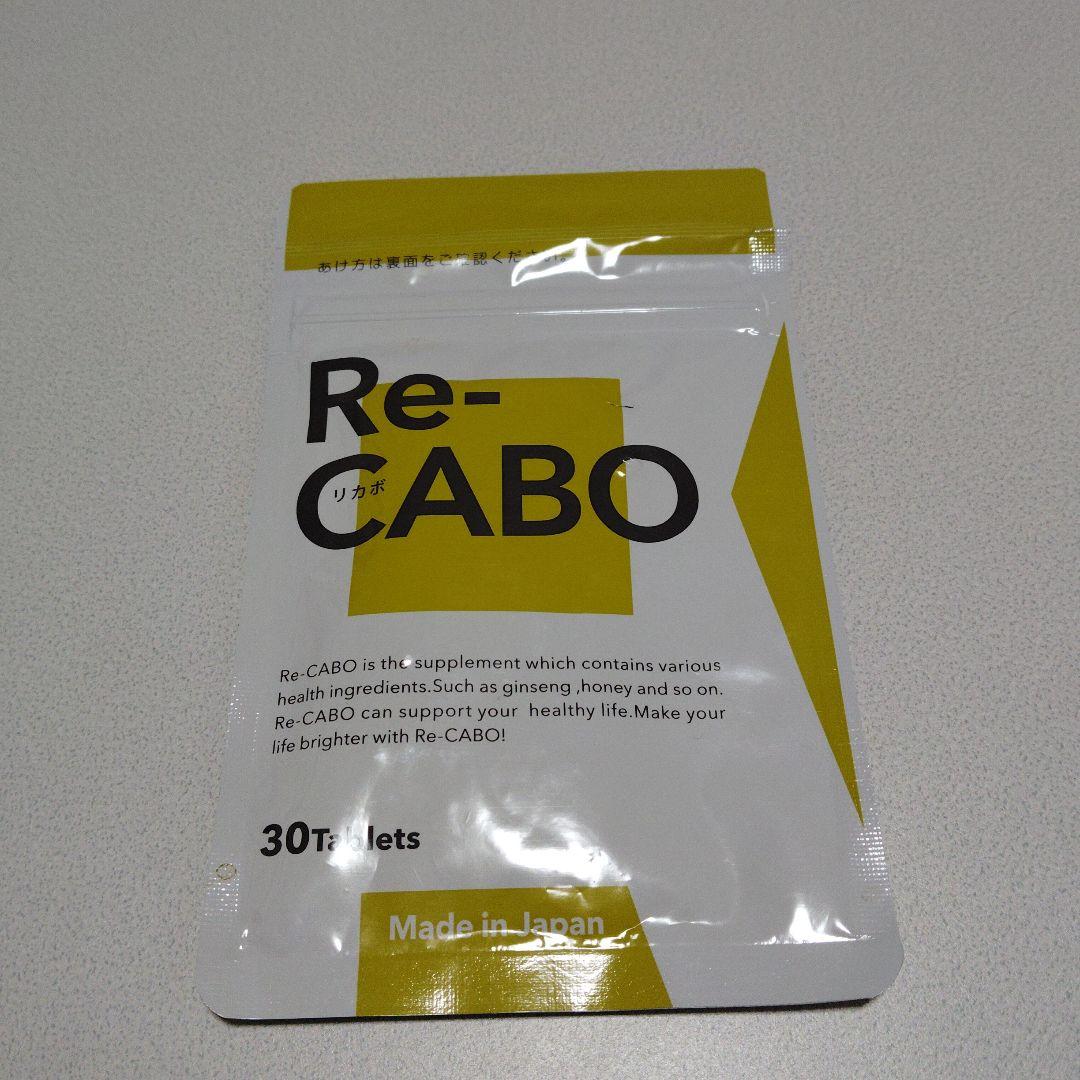 あけ方は裏面をご確認ください。
Re-
CABO
リカボ
Re-CABO is the supplement which contains various
health ingredients.Such as ginseng ,honey and so on.
Re-CABO can support your healthy life.Make your
life brighter with Re-CABO!
30Tablets
Made in Japan